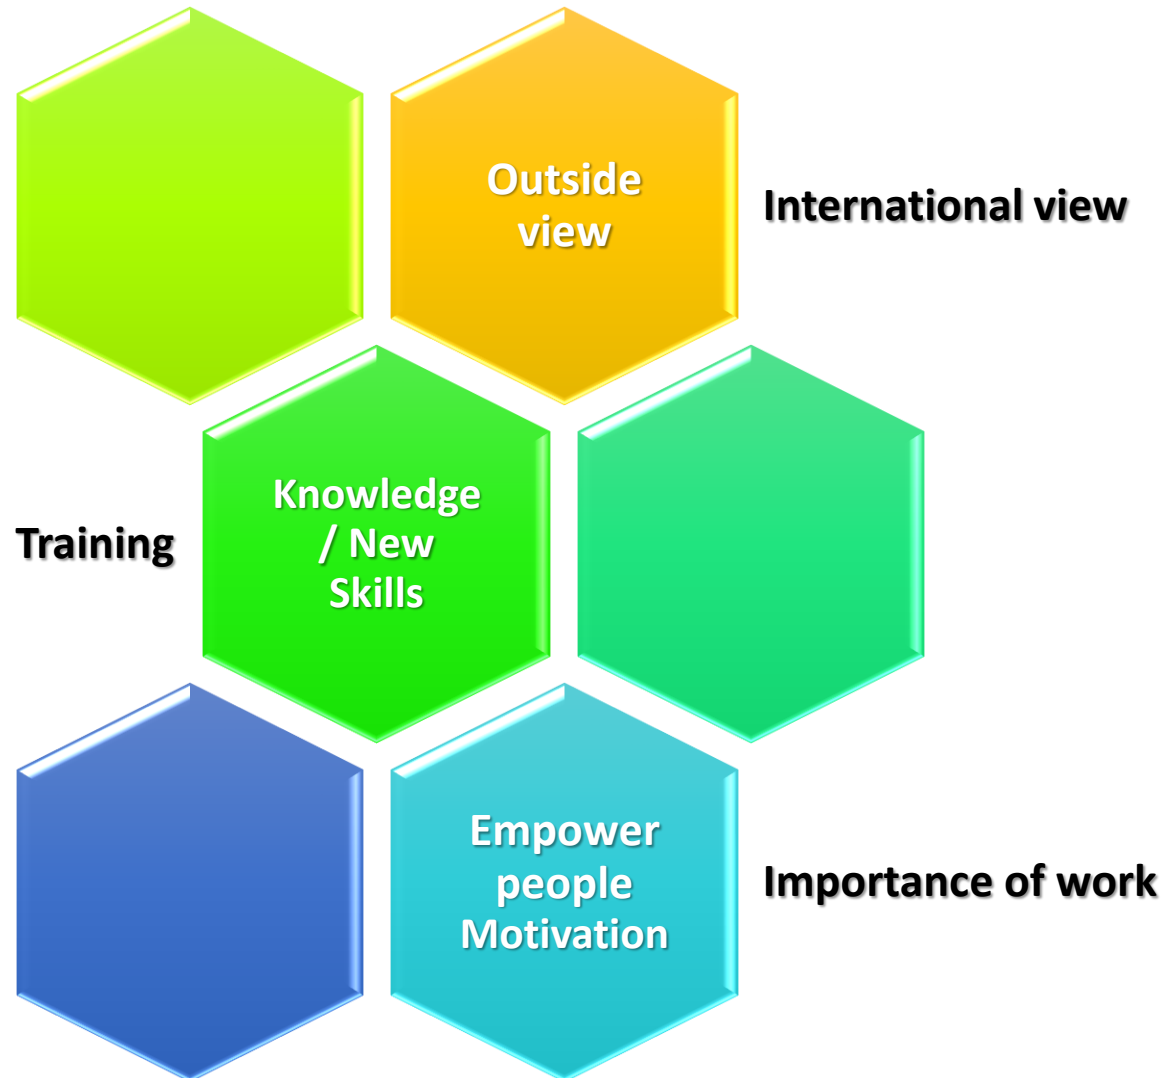 Outside
view
International view
Training
Knowledge
/ New
Skills
Empower
people
Motivation
Importance of work